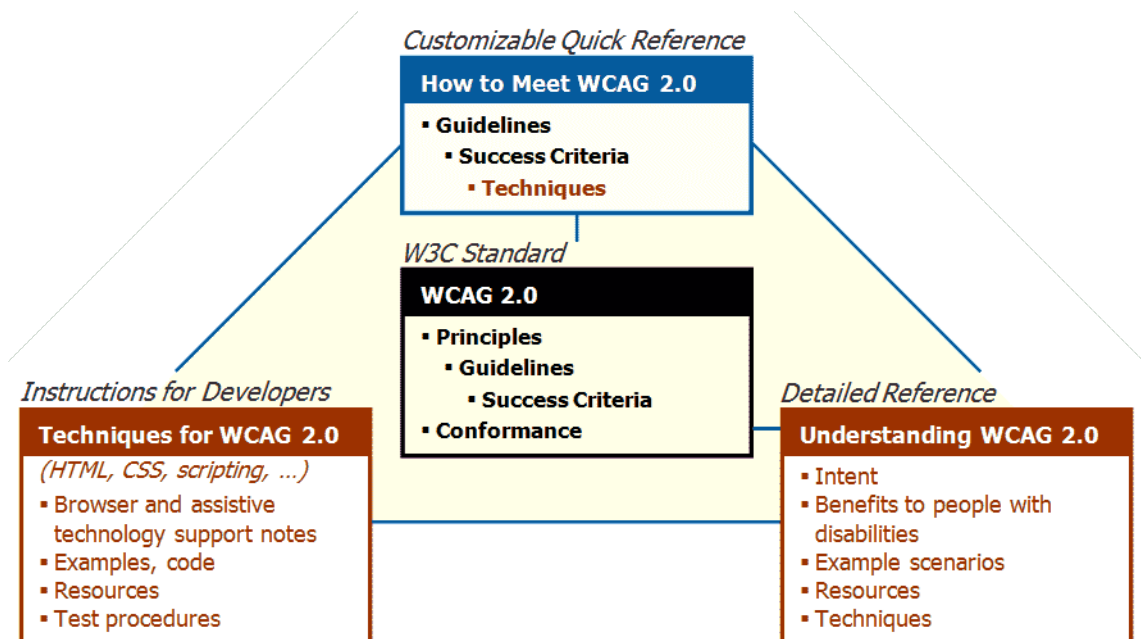 Customizable Quick Reference
How to Meet WCAG 2.0
▪ Guidelines
▪ Success Criteria
▪ Techniques
W3C Standard
WCAG 2.0
▪ Principles
▪ Guidelines
▪ Success Criteria
▪ Conformance
Instructions for Developers
Techniques for WCAG 2.0
(HTML, CSS, scripting, ...)
▪ Browser and assistive
technology support notes
▪ Examples, code
▪ Resources
▪ Test procedures
Detailed Reference
Understanding WCAG 2.0
▪ Intent
▪ Benefits to people with
disabilities
▪ Example scenarios
▪ Resources
▪ Techniques